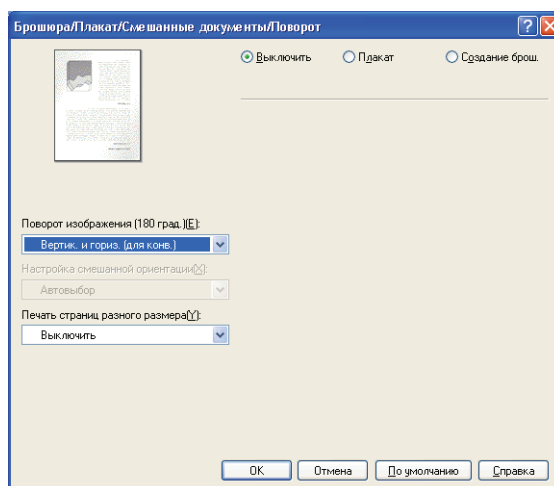 Брошюра/Плакат/Смешанные документы/Поворот
Выключить Плакат Создание брош.
Поворот изображения (180 град.)(E):
Вертик. и гориз. (для конв.)
Настройка смешанной ориентации(X):
Автовыбор
Печать страниц разного размера(Y):
Выключить
ОК Отмена По умолчанию Справка